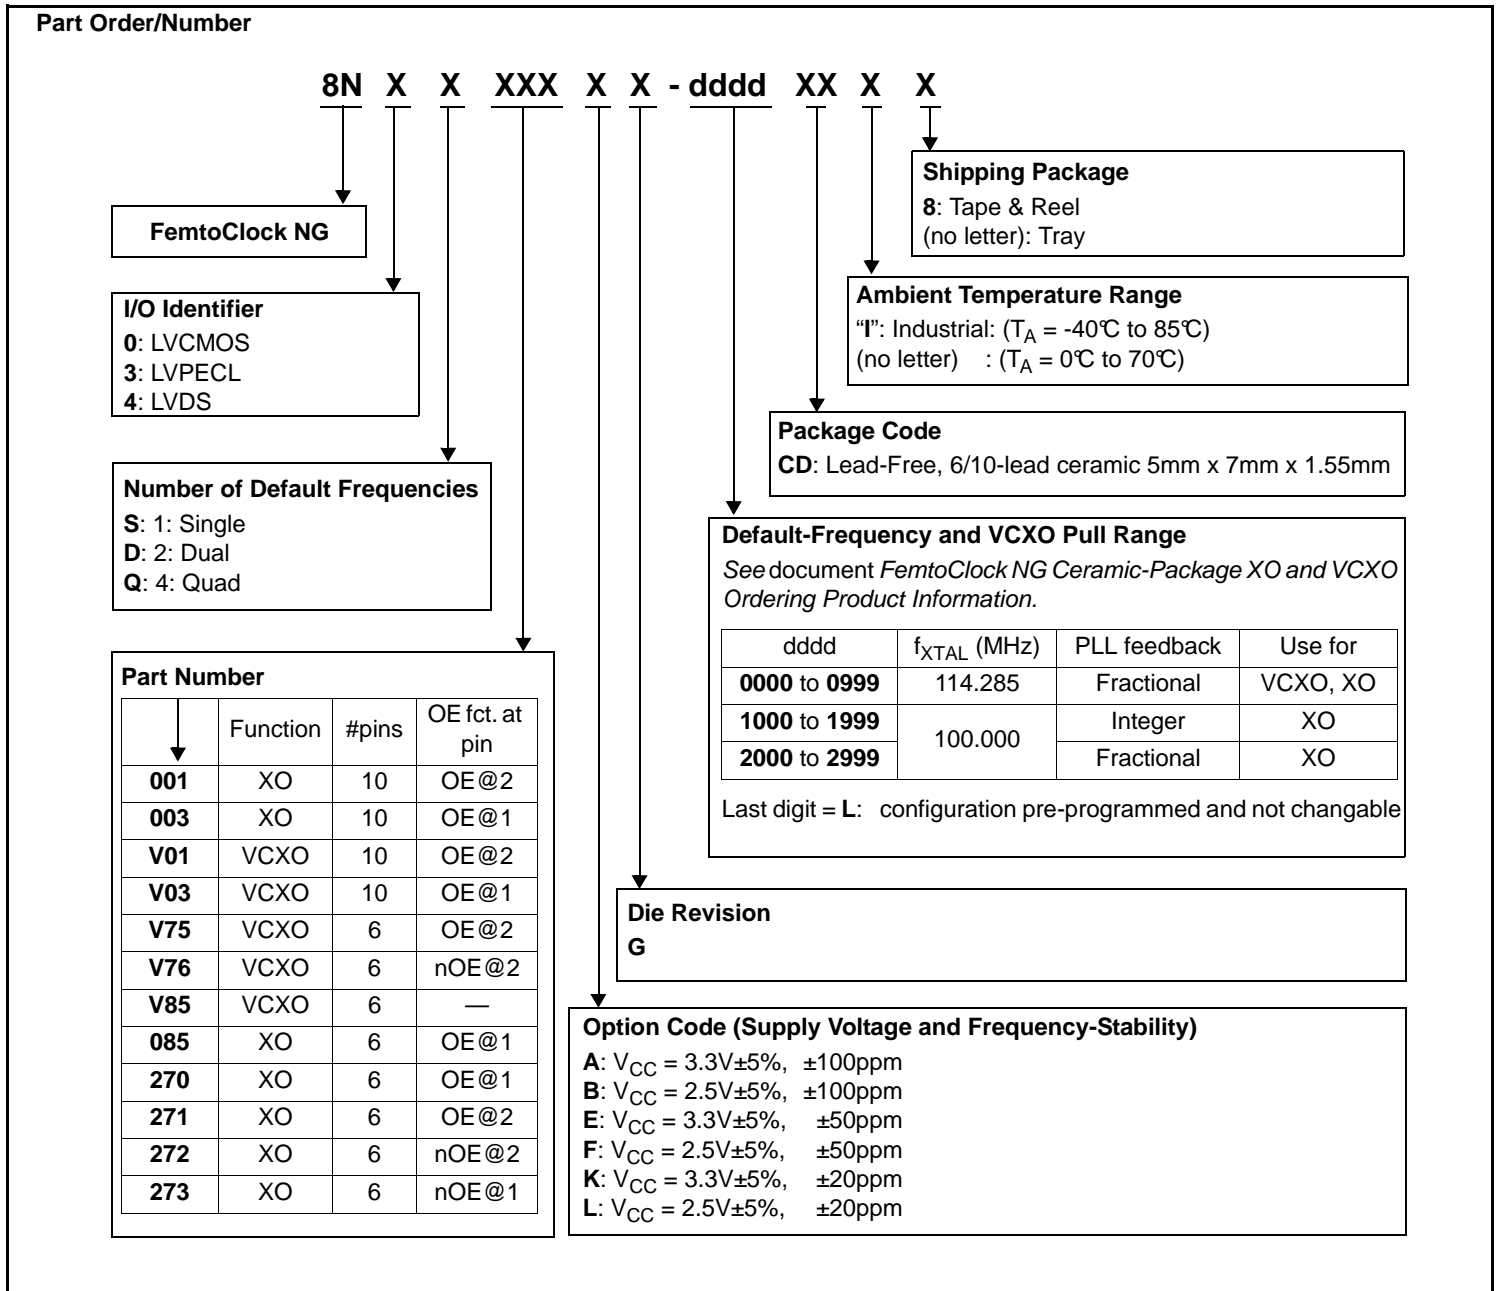 Part Order/Number
8N X X XXX X X - dddd XX X X
Shipping Package
8: Tape & Reel
(no letter): Tray
FemtoClock NG
Ambient Temperature Range
“I”: Industrial: (TA = -40°C to 85°C)
(no letter) : (TA = 0°C to 70°C)
I/O Identifier
0: LVCMOS
3: LVPECL
4: LVDS
Package Code
CD: Lead-Free, 6/10-lead ceramic 5mm x 7mm x 1.55mm
Number of Default Frequencies
S: 1: Single
D: 2: Dual
Q: 4: Quad
Default-Frequency and VCXO Pull Range
See document FemtoClock NG Ceramic-Package XO and VCXO
Ordering Product Information.
dddd fXTAL (MHz) PLL feedback Use for
0000 to 0999 114.285 Fractional VCXO, XO
1000 to 1999 100.000 Integer XO
2000 to 2999 Fractional XO
Last digit = L: configuration pre-programmed and not changable
Part Number
Function #pins OE fct. at
pin
001 XO 10 OE@2
003 XO 10 OE@1
V01 VCXO 10 OE@2
V03 VCXO 10 OE@1
V75 VCXO 6 OE@2
V76 VCXO 6 nOE@2
V85 VCXO 6 —
085 XO 6 OE@1
270 XO 6 OE@1
271 XO 6 OE@2
272 XO 6 nOE@2
273 XO 6 nOE@1
Die Revision
G
Option Code (Supply Voltage and Frequency-Stability)
A: VCC = 3.3V±5%, ±100ppm
B: VCC = 2.5V±5%, ±100ppm
E: VCC = 3.3V±5%, ±50ppm
F: VCC = 2.5V±5%, ±50ppm
K: VCC = 3.3V±5%, ±20ppm
L: VCC = 2.5V±5%, ±20ppm